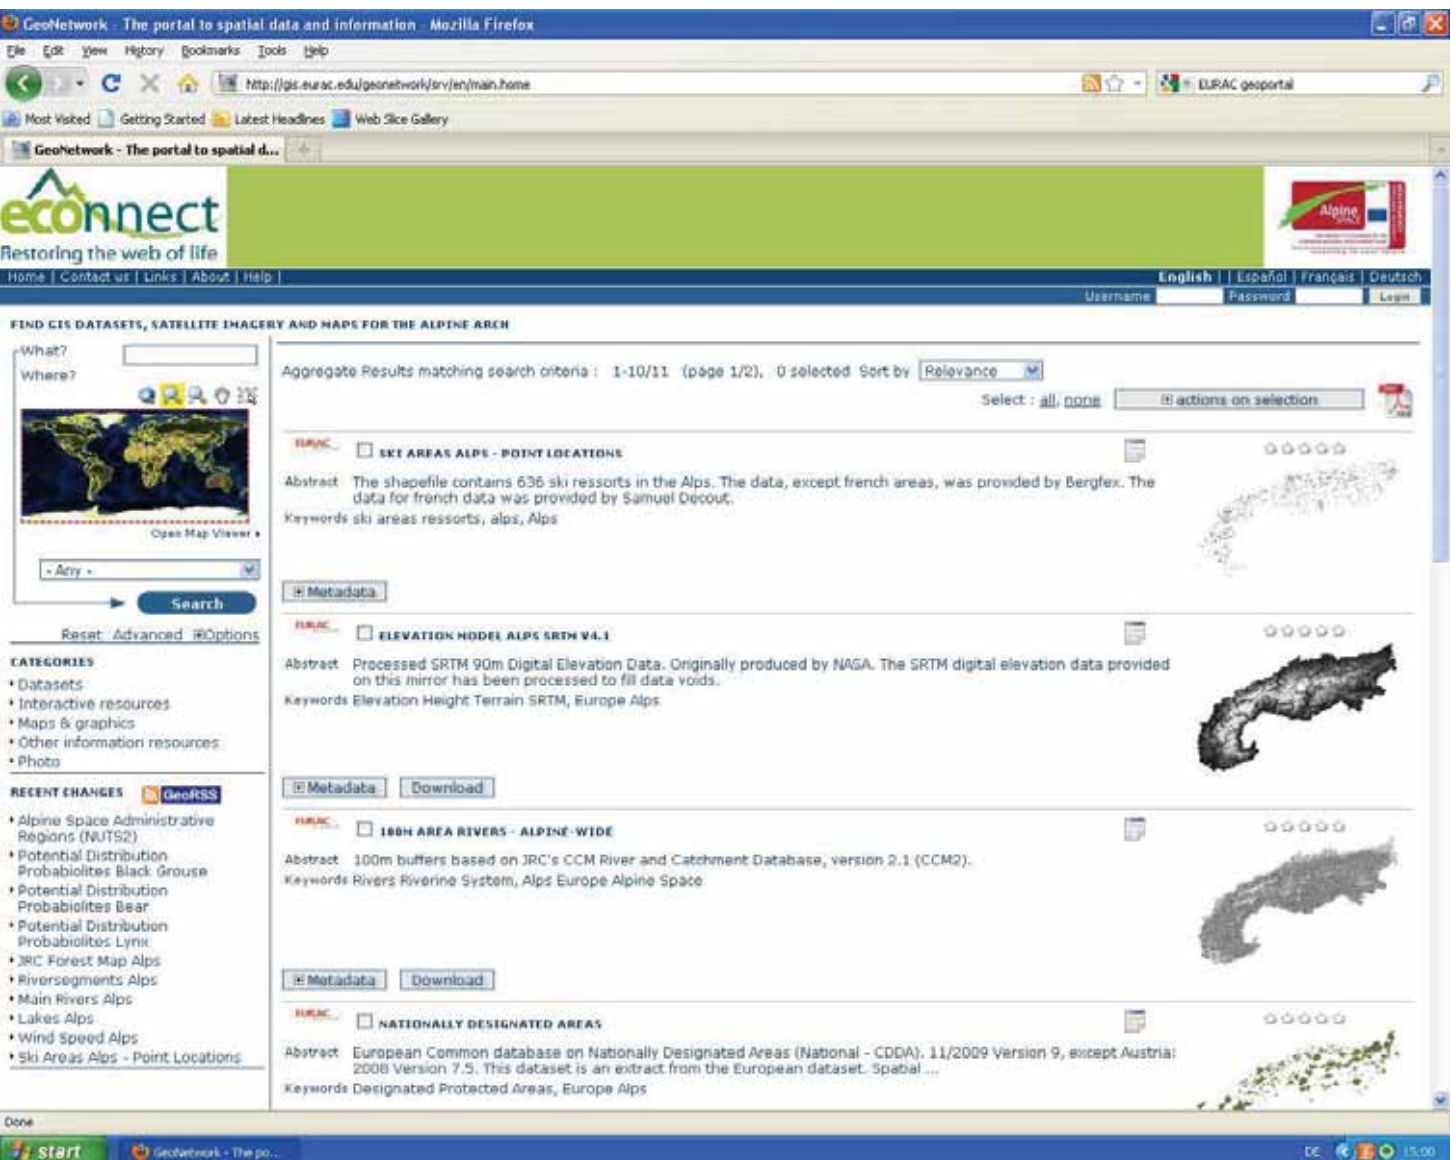 GeoNetwork - The portal to spatial data and information - Mozilla Firefox
File Edit View History Bookmarks Tools Help
http://gis.eurac.edu/geonetwork/srv/en/main.home
EURAC geoportal
Most Visited Getting Started Latest Headlines Web Slice Gallery
GeoNetwork - The portal to spatial d...
econnect
Restoring the web of life
Alpine
Home | Contact us | Links | About | Help |
English | | Español | Français | Deutsch
Username Password Login
FIND GIS DATASETS, SATELLITE IMAGERY AND MAPS FOR THE ALPINE ARCH
What?
Where?
Open Map Viewer
- Any -
Search
Reset Advanced Options
CATEGORIES
Datasets
Interactive resources
Maps & graphics
Other information resources
Photo
RECENT CHANGES GeoRSS
Alpine Space Administrative
Regions (NUTS2)
Potential Distribution
Probabiolites Black Grouse
Potential Distribution
Probabiolites Bear
Potential Distribution
Probabiolites Lynx
JRC Forest Map Alps
Riversegments Alps
Main Rivers Alps
Lakes Alps
Wind Speed Alps
Ski Areas Alps - Point Locations
Aggregate Results matching search criteria : 1-10/11 (page 1/2), 0 selected Sort by Relevance
Select : all, none actions on selection
EURAC
SKI AREAS ALPS - POINT LOCATIONS
Abstract The shapefile contains 636 ski ressorts in the Alps. The data, except french areas, was provided by Bergfex. The
data for french data was provided by Samuel Decout.
Keywords ski areas ressorts, alps, Alps
Metadata
EURAC
ELEVATION MODEL ALPS SRTM V4.1
Abstract Processed SRTM 90m Digital Elevation Data. Originally produced by NASA. The SRTM digital elevation data provided
on this mirror has been processed to fill data voids.
Keywords Elevation Height Terrain SRTM, Europe Alps
Metadata Download
EURAC
100M AREA RIVERS - ALPINE-WIDE
Abstract 100m buffers based on JRC's CCM River and Catchment Database, version 2.1 (CCM2).
Keywords Rivers Riverine System, Alps Europe Alpine Space
Metadata Download
EURAC
NATIONALLY DESIGNATED AREAS
Abstract European Common database on Nationally Designated Areas (National - CDDA). 11/2009 Version 9, except Austria:
2008 Version 7.5. This dataset is an extract from the European dataset. Spatial ...
Keywords Designated Protected Areas, Europe Alps
Done
start GeoNetwork - The po... DE 15:00